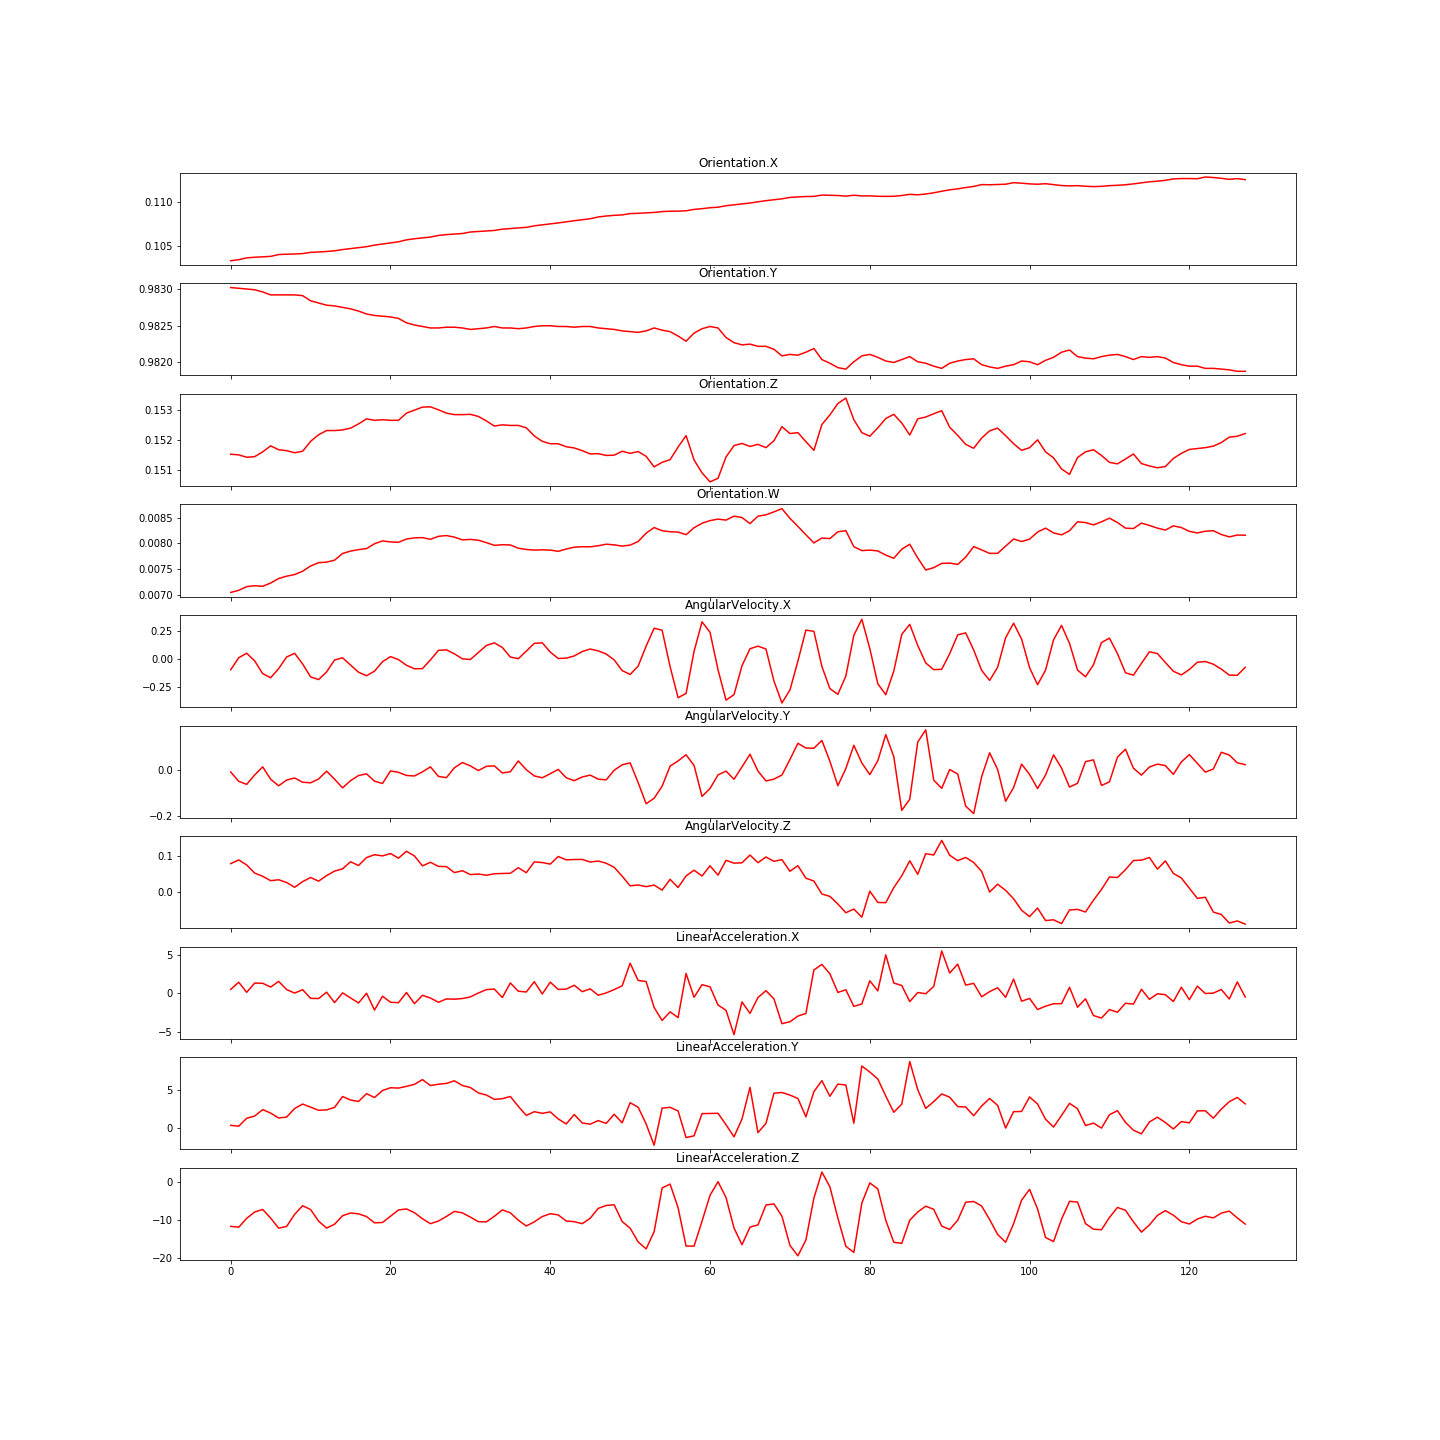 Orientation.X
0.110
0.105
Orientation.Y
0.9830
0.9825
0.9820
Orientation.Z
0.153
0.152
0.151
Orientation.W
0.0085
0.0080
0.0075
0.0070
AngularVelocity.X
0.25
0.00
−0.25
AngularVelocity.Y
0.0
−0.2
AngularVelocity.Z
0.1
0.0
LinearAcceleration.X
5
0
−5
LinearAcceleration.Y
5
0
LinearAcceleration.Z
0
−10
−20
0 20 40 60 80 100 120